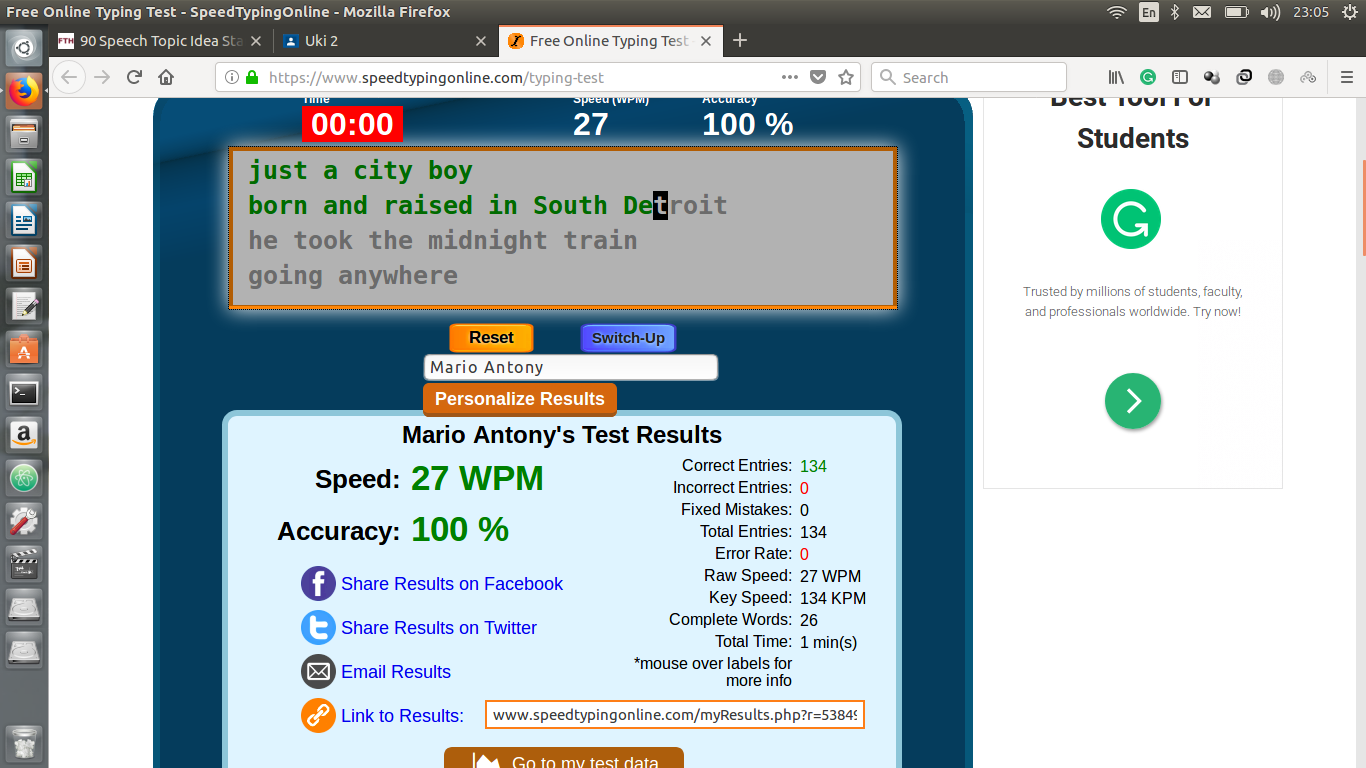 Free Online Typing Test - SpeedTypingOnline - Mozilla Firefox
En
23:05
FTH 90 Speech Topic Idea Sta
Uki 2
Free Online Typing Test -
https://www.speedtypingonline.com/typing-test
Search
Time
Speed (WPM)
Accuracy
00:00
27
100 %
just a city boy
born and raised in South Detroit
he took the midnight train
going anywhere
Reset
Switch-Up
Mario Antony
Personalize Results
Mario Antony's Test Results
Speed: 27 WPM
Accuracy: 100 %
Share Results on Facebook
Share Results on Twitter
Email Results
Link to Results: www.speedtypingonline.com/myResults.php?r=53849
Correct Entries: 134
Incorrect Entries: 0
Fixed Mistakes: 0
Total Entries: 134
Error Rate: 0
Raw Speed: 27 WPM
Key Speed: 134 KPM
Complete Words: 26
Total Time: 1 min(s)
*mouse over labels for
more info
Go to my test data
Best Tool For
Students
Trusted by millions of students, faculty,
and professionals worldwide. Try now!